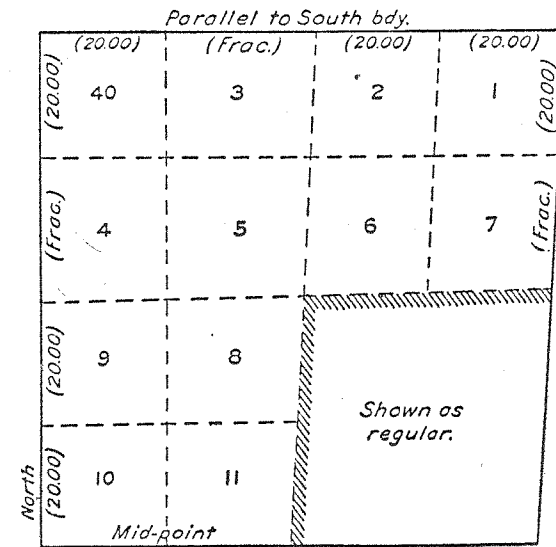 Parallel to South bdy.
(20.00) (Frac.) (20.00) (20.00)
(20.00) 40 3 2 1 (20.00)
(Frac.) 4 5 6 7 (Frac.)
(20.00) 9 8
Shown as
regular.
North (20.00) 10 11
Mid-point